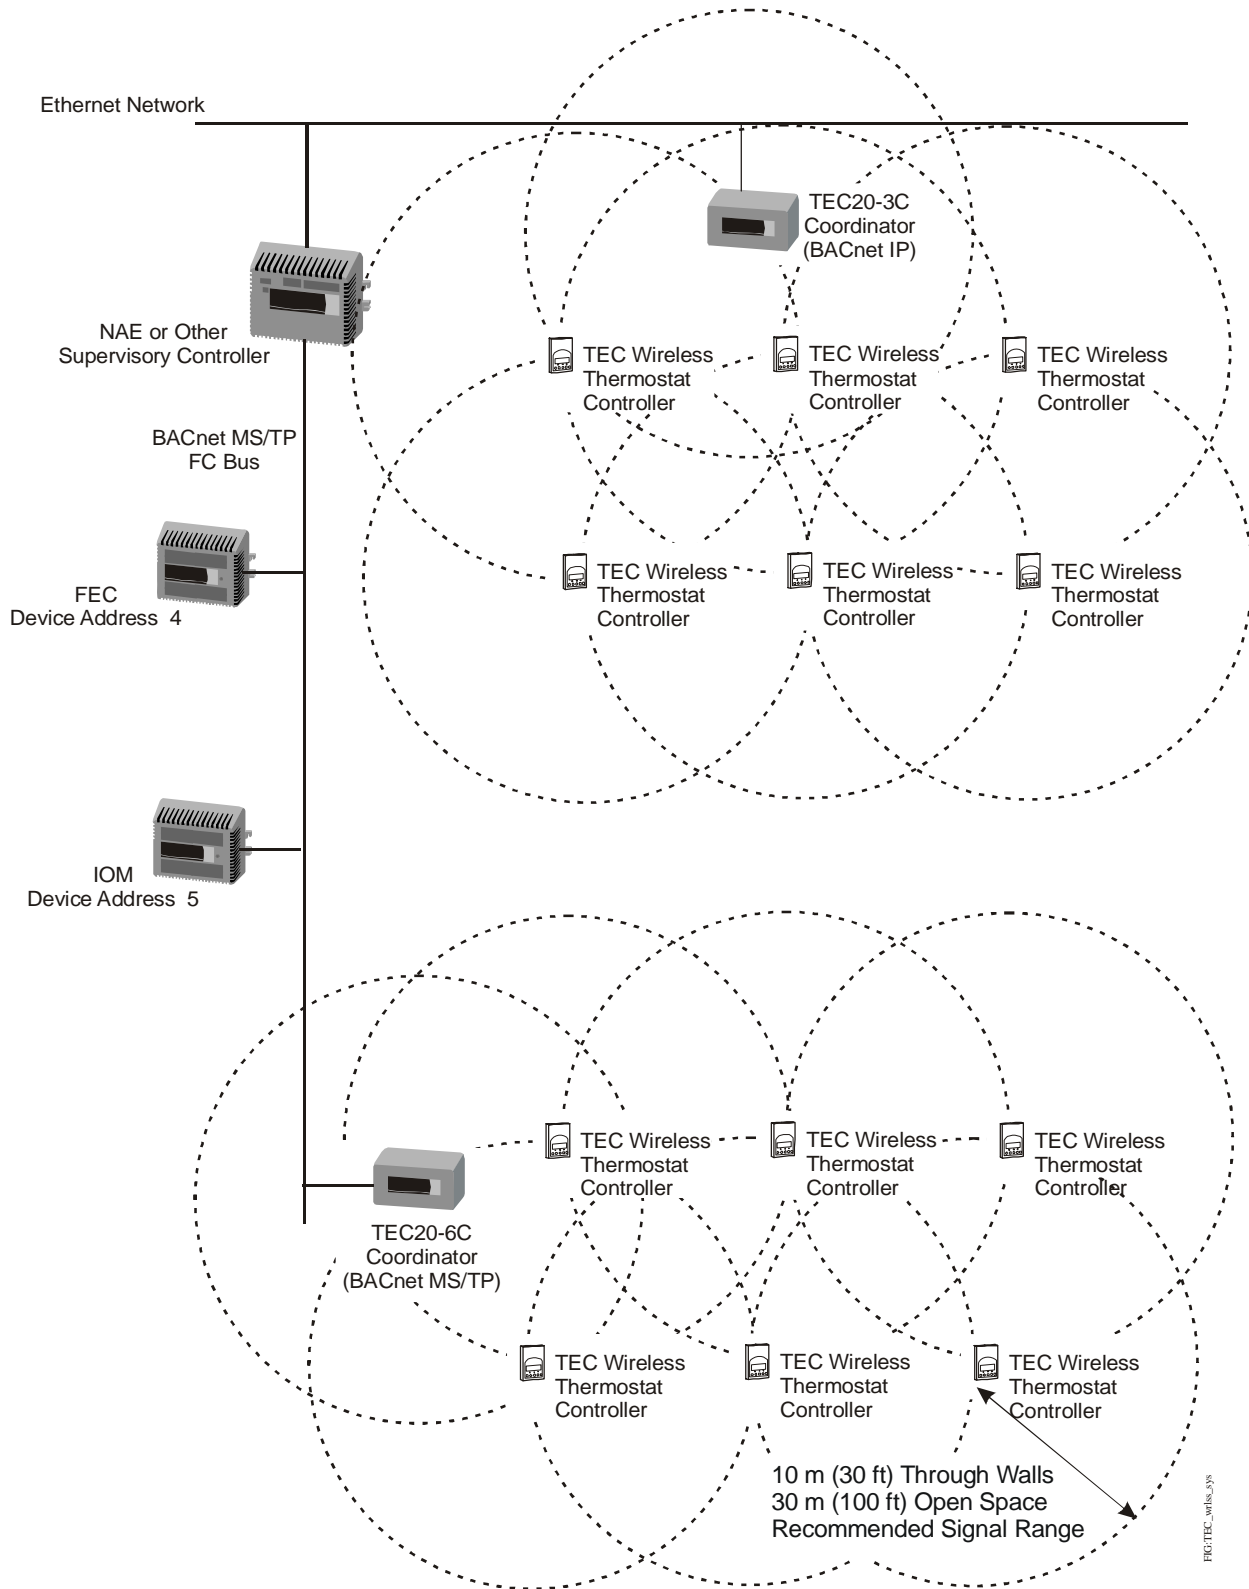 Ethernet Network
TEC20-3C
Coordinator
(BACnet IP)
NAE or Other
Supervisory Controller
TEC Wireless
Thermostat
Controller
TEC Wireless
Thermostat
Controller
TEC Wireless
Thermostat
Controller
BACnet MS/TP
FC Bus
FEC
Device Address 4
TEC Wireless
Thermostat
Controller
TEC Wireless
Thermostat
Controller
TEC Wireless
Thermostat
Controller
IOM
Device Address 5
TEC Wireless
Thermostat
Controller
TEC Wireless
Thermostat
Controller
TEC Wireless
Thermostat
Controller
TEC20-6C
Coordinator
(BACnet MS/TP)
TEC Wireless
Thermostat
Controller
TEC Wireless
Thermostat
Controller
TEC Wireless
Thermostat
Controller
10 m (30 ft) Through Walls
30 m (100 ft) Open Space
Recommended Signal Range
FIG:TEC_wrlss_sys